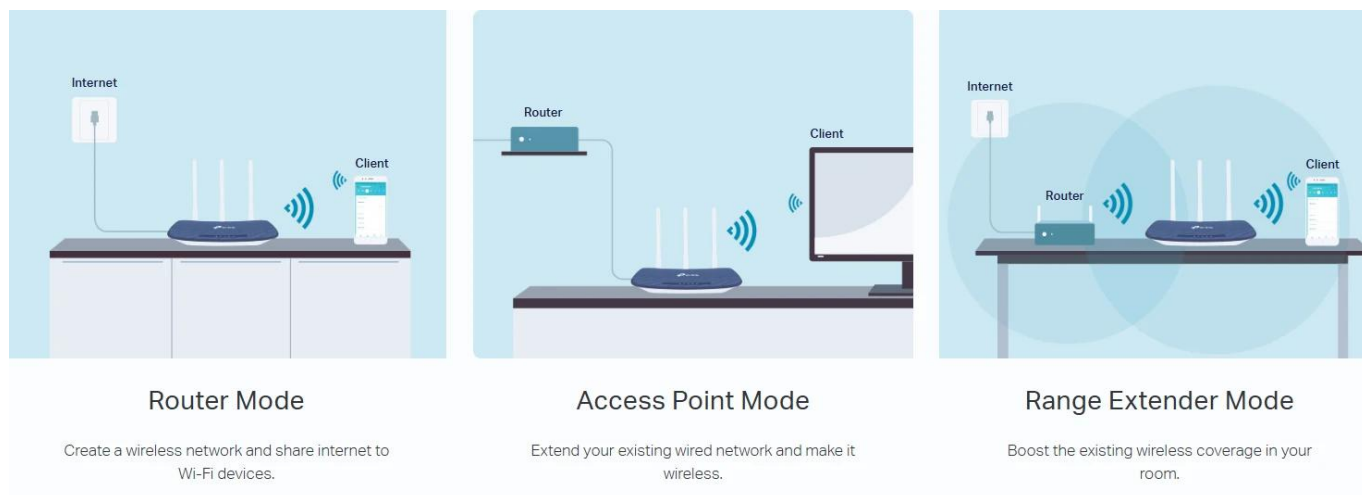 Internet
Client
Router Mode
Create a wireless network and share internet to
Wi-Fi devices.
Router
Client
Access Point Mode
Extend your existing wired network and make it
wireless.
Internet
Router
Client
Range Extender Mode
Boost the existing wireless coverage in your
room.